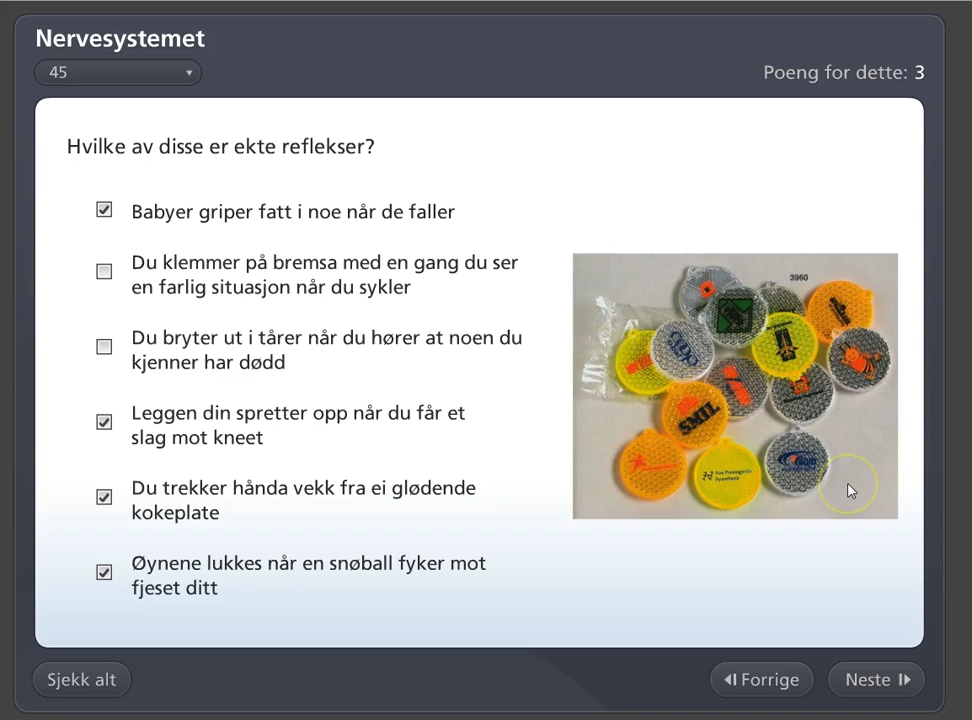 Nervesystemet
45
Poeng for dette: 3
Hvilke av disse er ekte reflekser?
Babyer griper fatt i noe når de faller
Du klemmer på bremsa med en gang du ser
en farlig situasjon når du sykler
Du bryter ut i tårer når du hører at noen du
kjenner har dødd
Leggen din spretter opp når du får et
slag mot kneet
Du trekker hånda vekk fra ei glødende
kokeplate
Øynene lukkes når en snøball fyker mot
fjeset ditt
3960
SMIL
Sjekk alt
Forrige
Neste